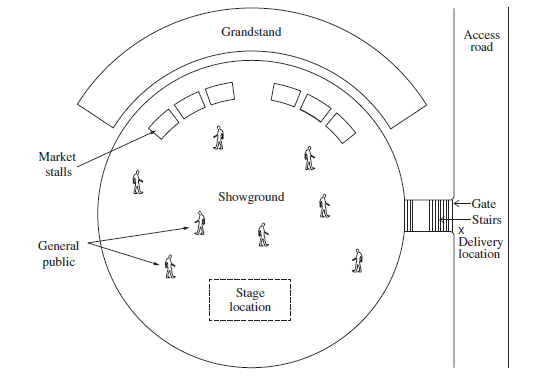 Grandstand
Access
road
Market
stalls
Showground
Gate
Stairs
x
Delivery
location
General
public
Stage
location